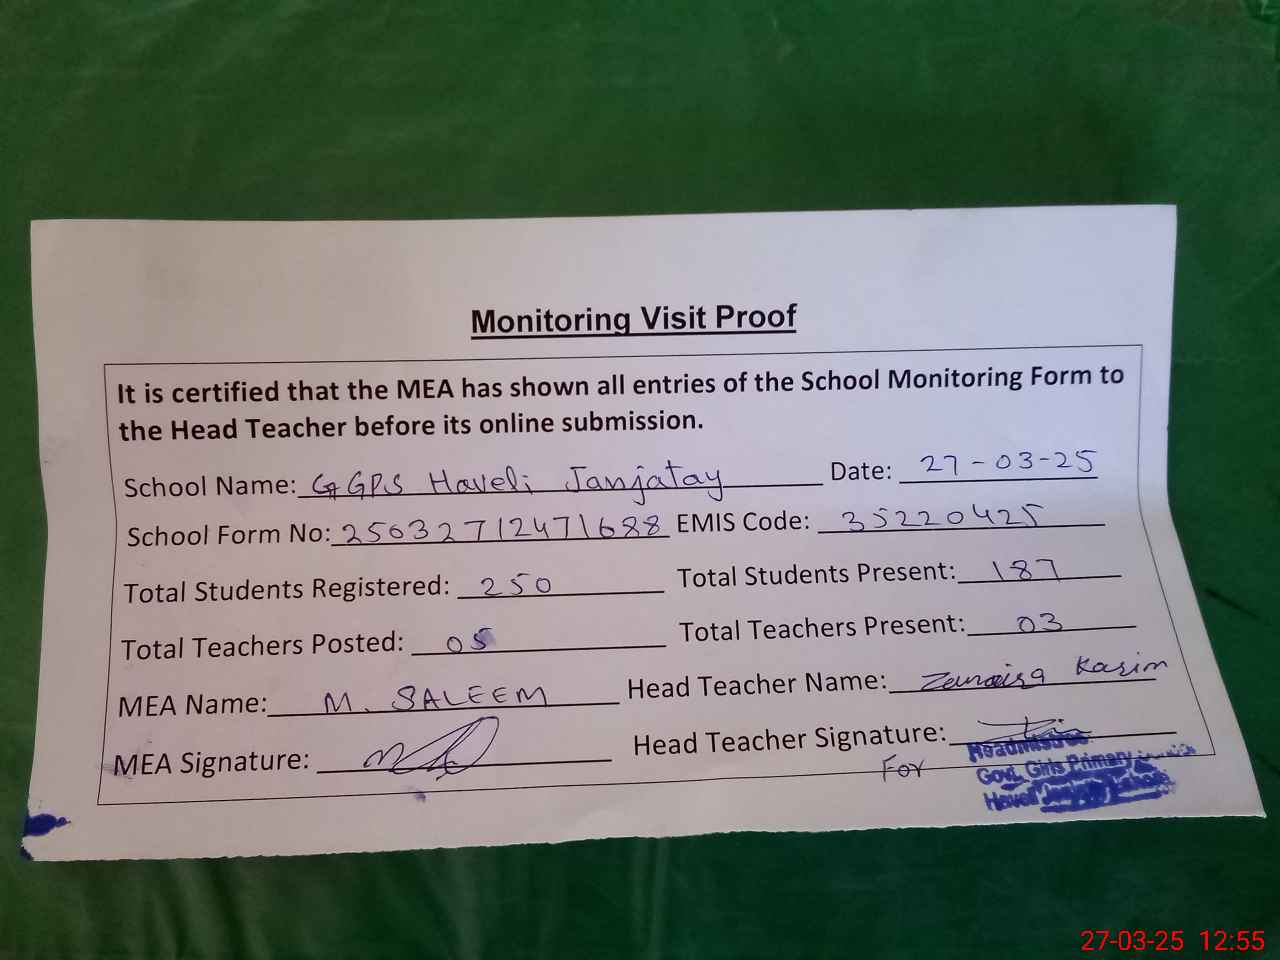 Monitoring Visit Proof
It is certified that the MEA has shown all entries of the School Monitoring Form to
the Head Teacher before its online submission.
School Name: GGPS Haveli Janjatay Date: 27-03-25
School Form No: 25032712471688 EMIS Code: 35220425
Total Students Registered: 250 Total Students Present: 187
Total Teachers Posted: 05 Total Teachers Present: 03
MEA Name: M. SALEEM Head Teacher Name: Kasim
MEA Signature: Head Teacher Signature:
For Headmistress
Govt. Girls Primary
Haveli
27-03-25 12:55